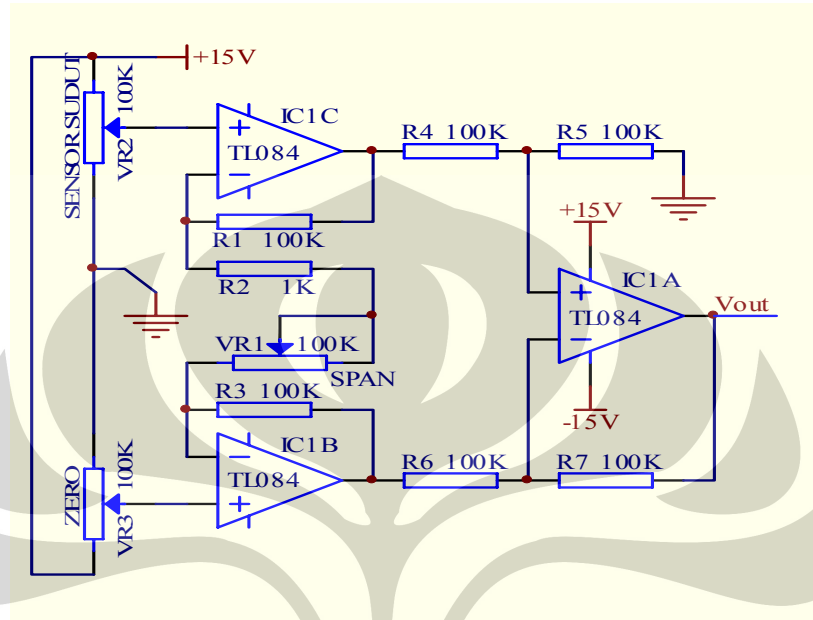 +15V
SENSOR SUDUT
VR2 100K
+
TL084
−
IC1C
R4 100K
R5 100K
R1 100K
R2 1K
+15V
IC1A
+
TL084
−
Vout
VR1 100K
SPAN
-15V
R3 100K
IC1B
−
TL084
+
R6 100K
R7 100K
ZERO
VR3 100K